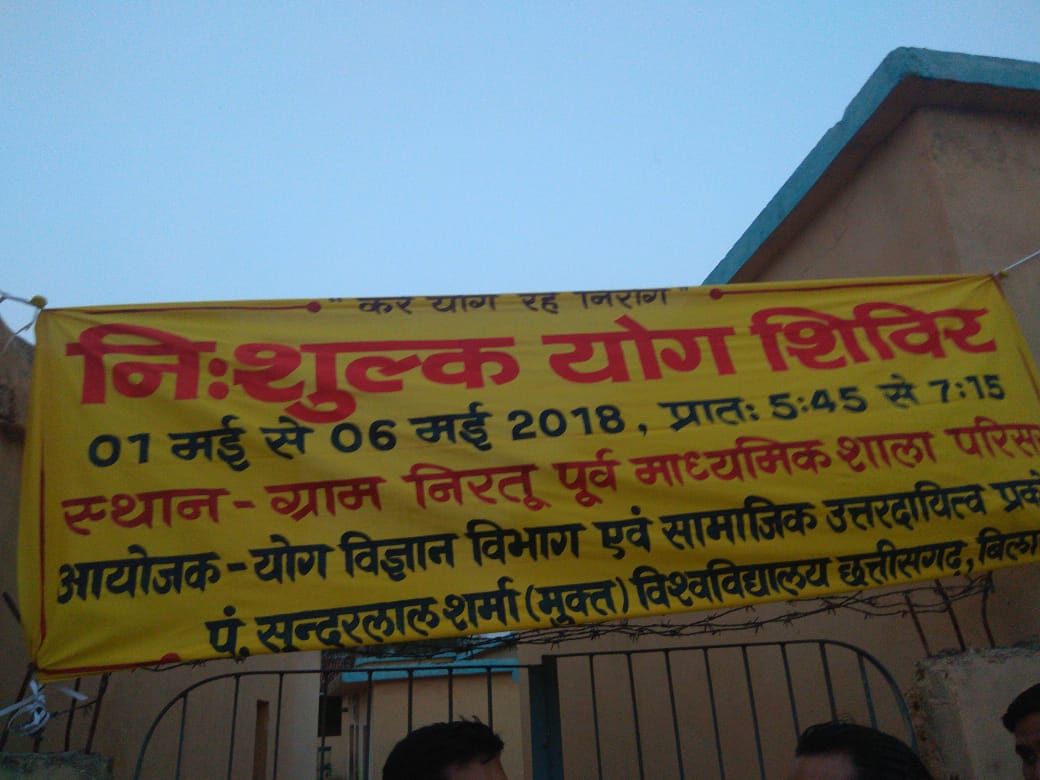 " करे योग रहे निरोग "
निःशुल्क योग शिविर
01 मई से 06 मई 2018, प्रातः 5:45 से 7:15
स्थान - ग्राम निरतू पूर्व माध्यमिक शाला
आयोजक - योग विज्ञान विभाग एवं सामाजिक उत्तरदायित्व
पं. सुन्दरलाल शर्मा (मुक्त) विश्वविद्यालय छत्तीसगढ़,